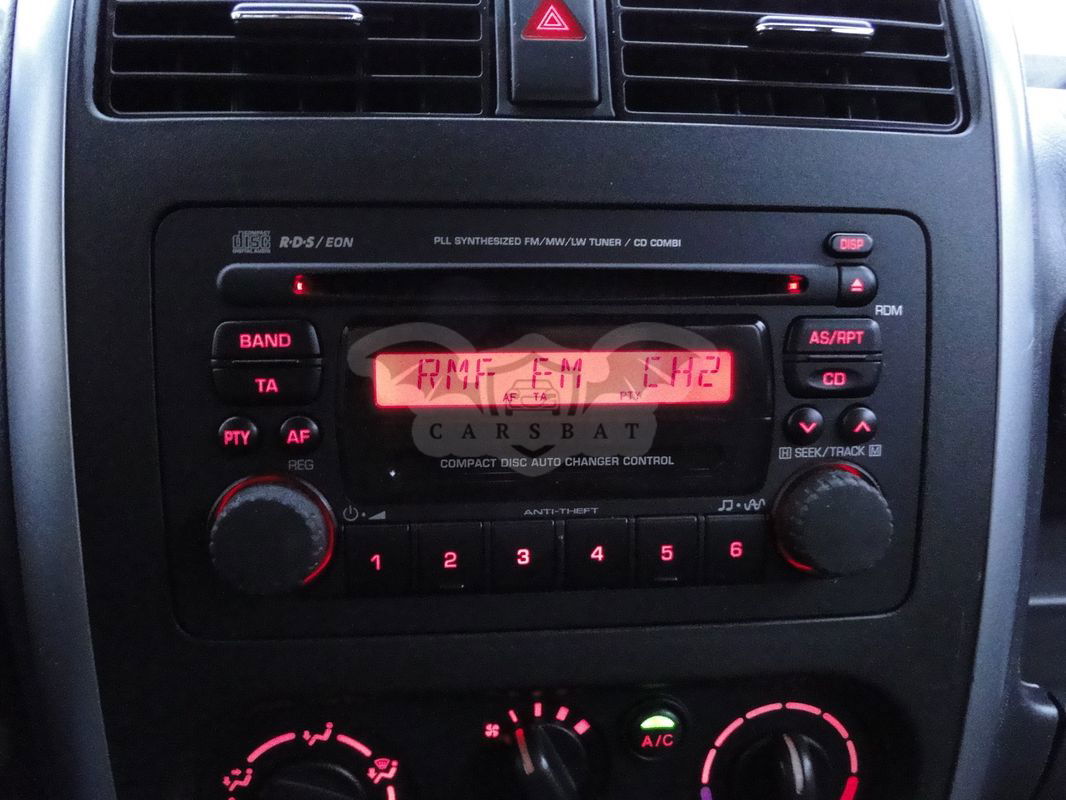 COMPACT
disc
DIGITAL AUDIO
R·D·S / EON
PLL SYNTHESIZED FM/MW/LW TUNER / CD COMBI
DISP
RDM
BAND
AS/RPT
TA
CD
RMF FM CH2
AF TA PTY
CARSBAT
PTY
AF
REG
COMPACT DISC AUTO CHANGER CONTROL
H SEEK/TRACK M
ANTI-THEFT
1 2 3 4 5 6
A/C